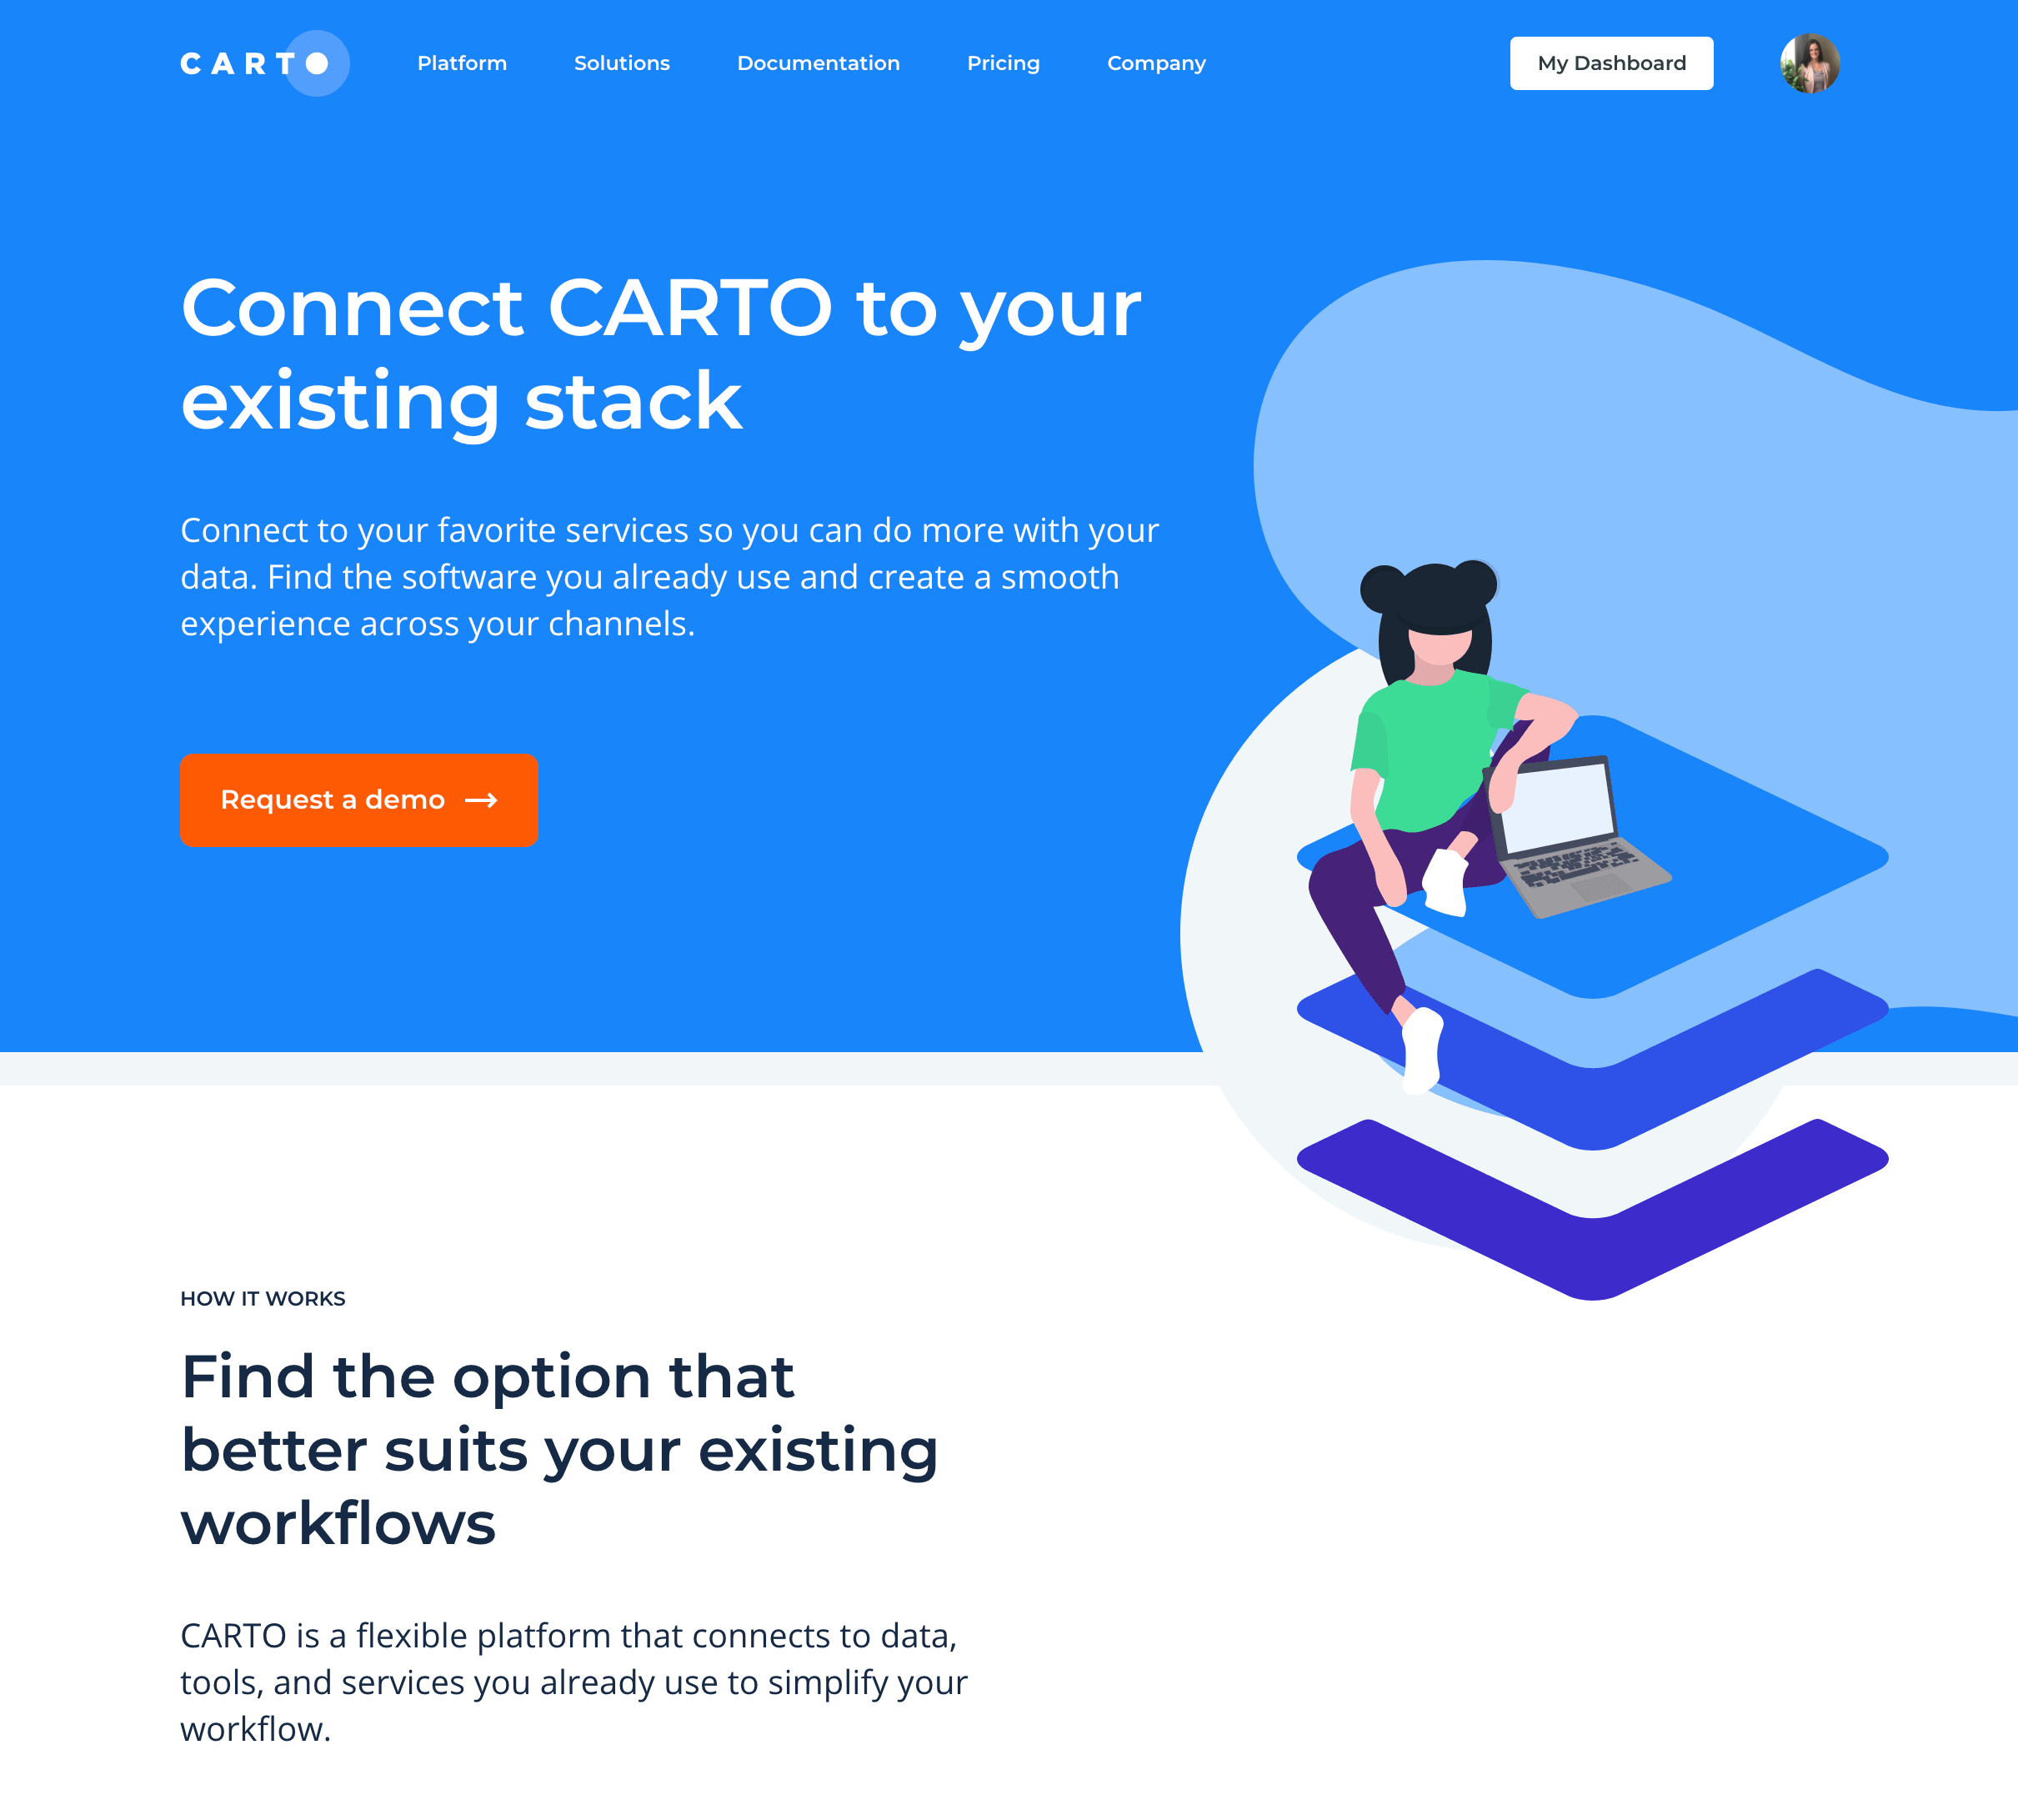 CARTO
Platform
Solutions
Documentation
Pricing
Company
My Dashboard
Connect CARTO to your
existing stack
Connect to your favorite services so you can do more with your
data. Find the software you already use and create a smooth
experience across your channels.
Request a demo →
HOW IT WORKS
Find the option that
better suits your existing
workflows
CARTO is a flexible platform that connects to data,
tools, and services you already use to simplify your
workflow.